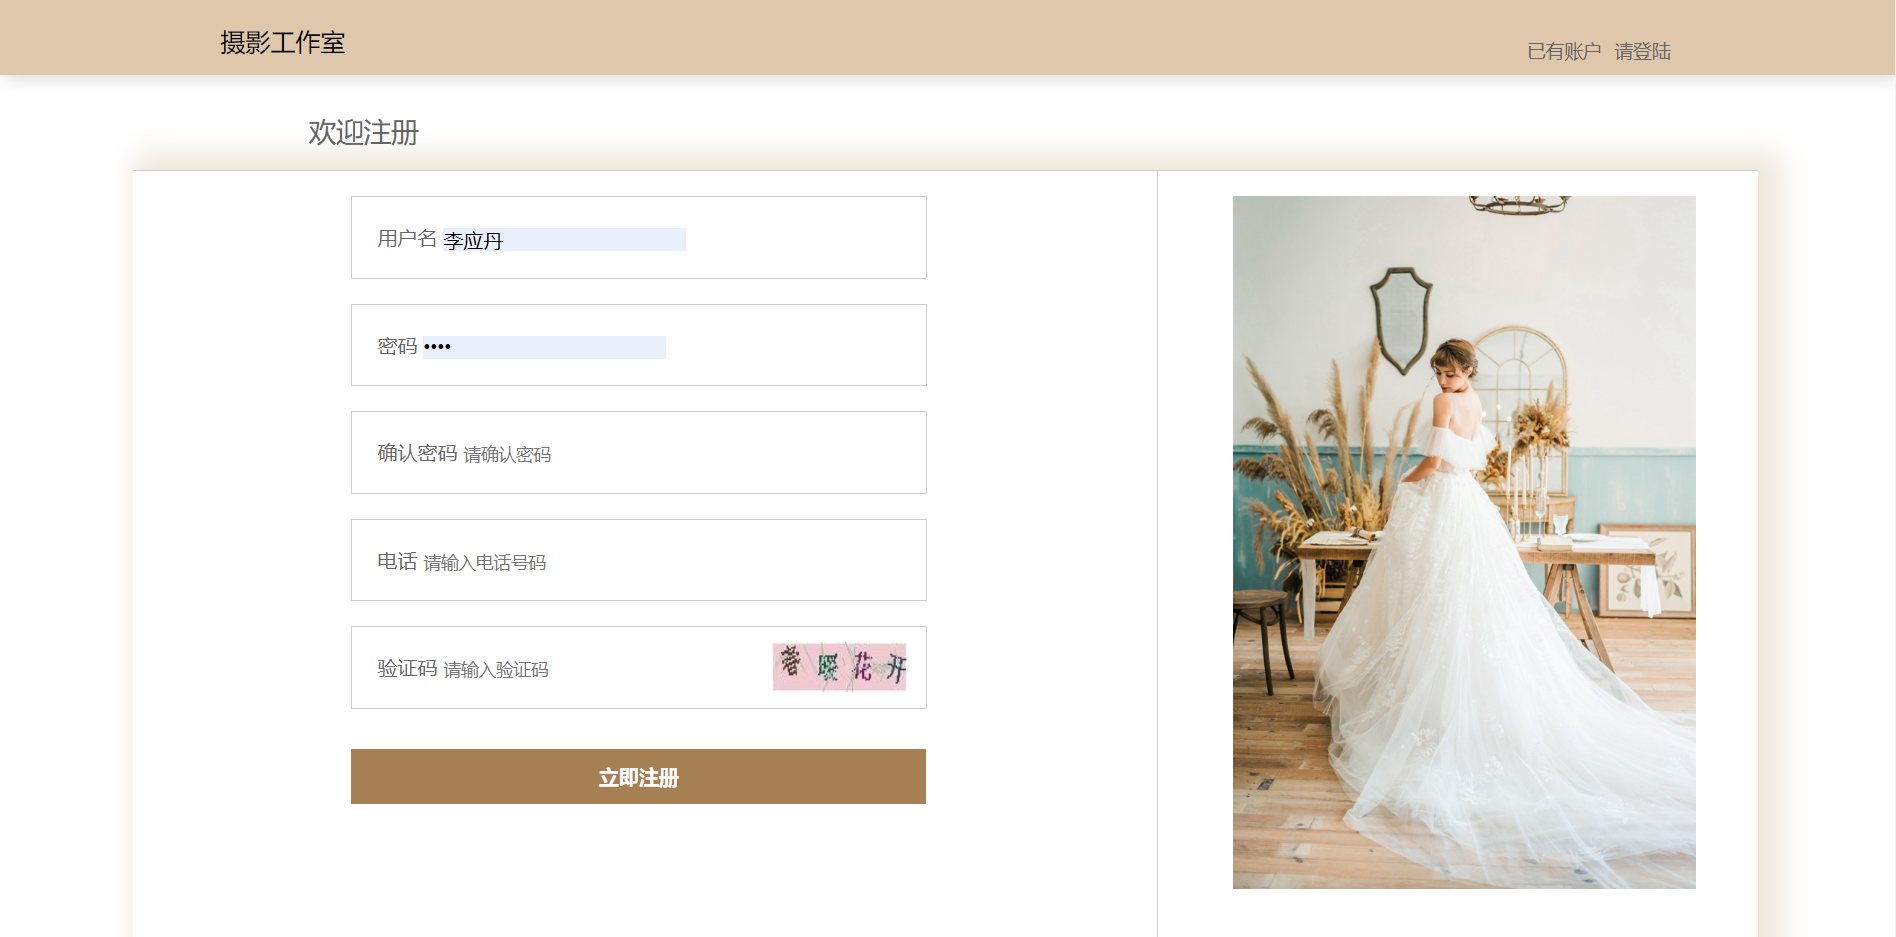 摄影工作室
已有账户 请登陆
欢迎注册
用户名 李应丹
密码 ••••
确认密码 请确认密码
电话 请输入电话号码
验证码 请输入验证码
春暖花开
立即注册